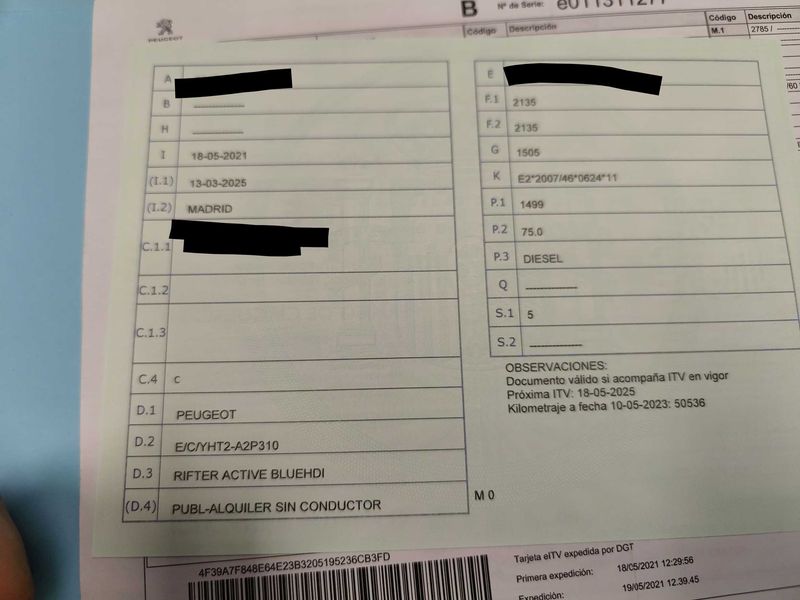 B Nº de Serie:
PEUGEOT
Código Descripción
Código Descripción
M.1 2785 /
A
B ------------
H ------------
I 18-05-2021
(I.1) 13-03-2025
(I.2) MADRID
C.1.1
C.1.2
C.1.3
C.4 C
D.1 PEUGEOT
D.2 E/C/YHT2-A2P310
D.3 RIFTER ACTIVE BLUEHDI
(D.4) PUBL-ALQUILER SIN CONDUCTOR
E
F.1 2135
F.2 2135
G 1505
K E2*2007/46*0624*11
P.1 1499
P.2 75.0
P.3 DIESEL
Q ------------
S.1 5
S.2 ------------
OBSERVACIONES:
Documento válido si acompaña ITV en vigor
Próxima ITV: 18-05-2025
Kilometraje a fecha 10-05-2023: 50536
M 0
4F39A7F848E64E23B3205195236CB3FD
Tarjeta eITV expedida por DGT
Primera expedición: 18/05/2021 12:29:56
Expedición: 19/05/2021 12.39.45